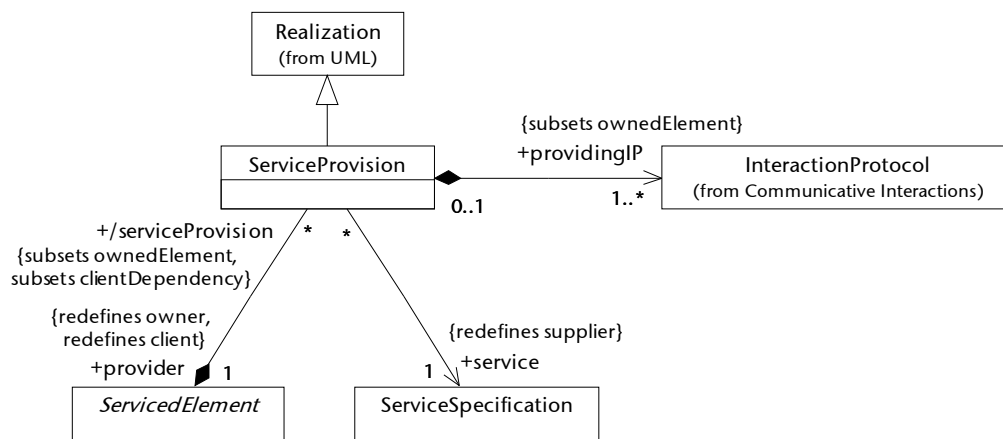 Realization
(from UML)
{subsets ownedElement}
+providingIP
ServiceProvision
InteractionProtocol
(from Communicative Interactions)
0..1
1..*
+/serviceProvision
*
*
{subsets ownedElement,
subsets clientDependency}
{redefines owner,
redefines client}
+provider
1
{redefines supplier}
+service
1
ServicedElement
ServiceSpecification